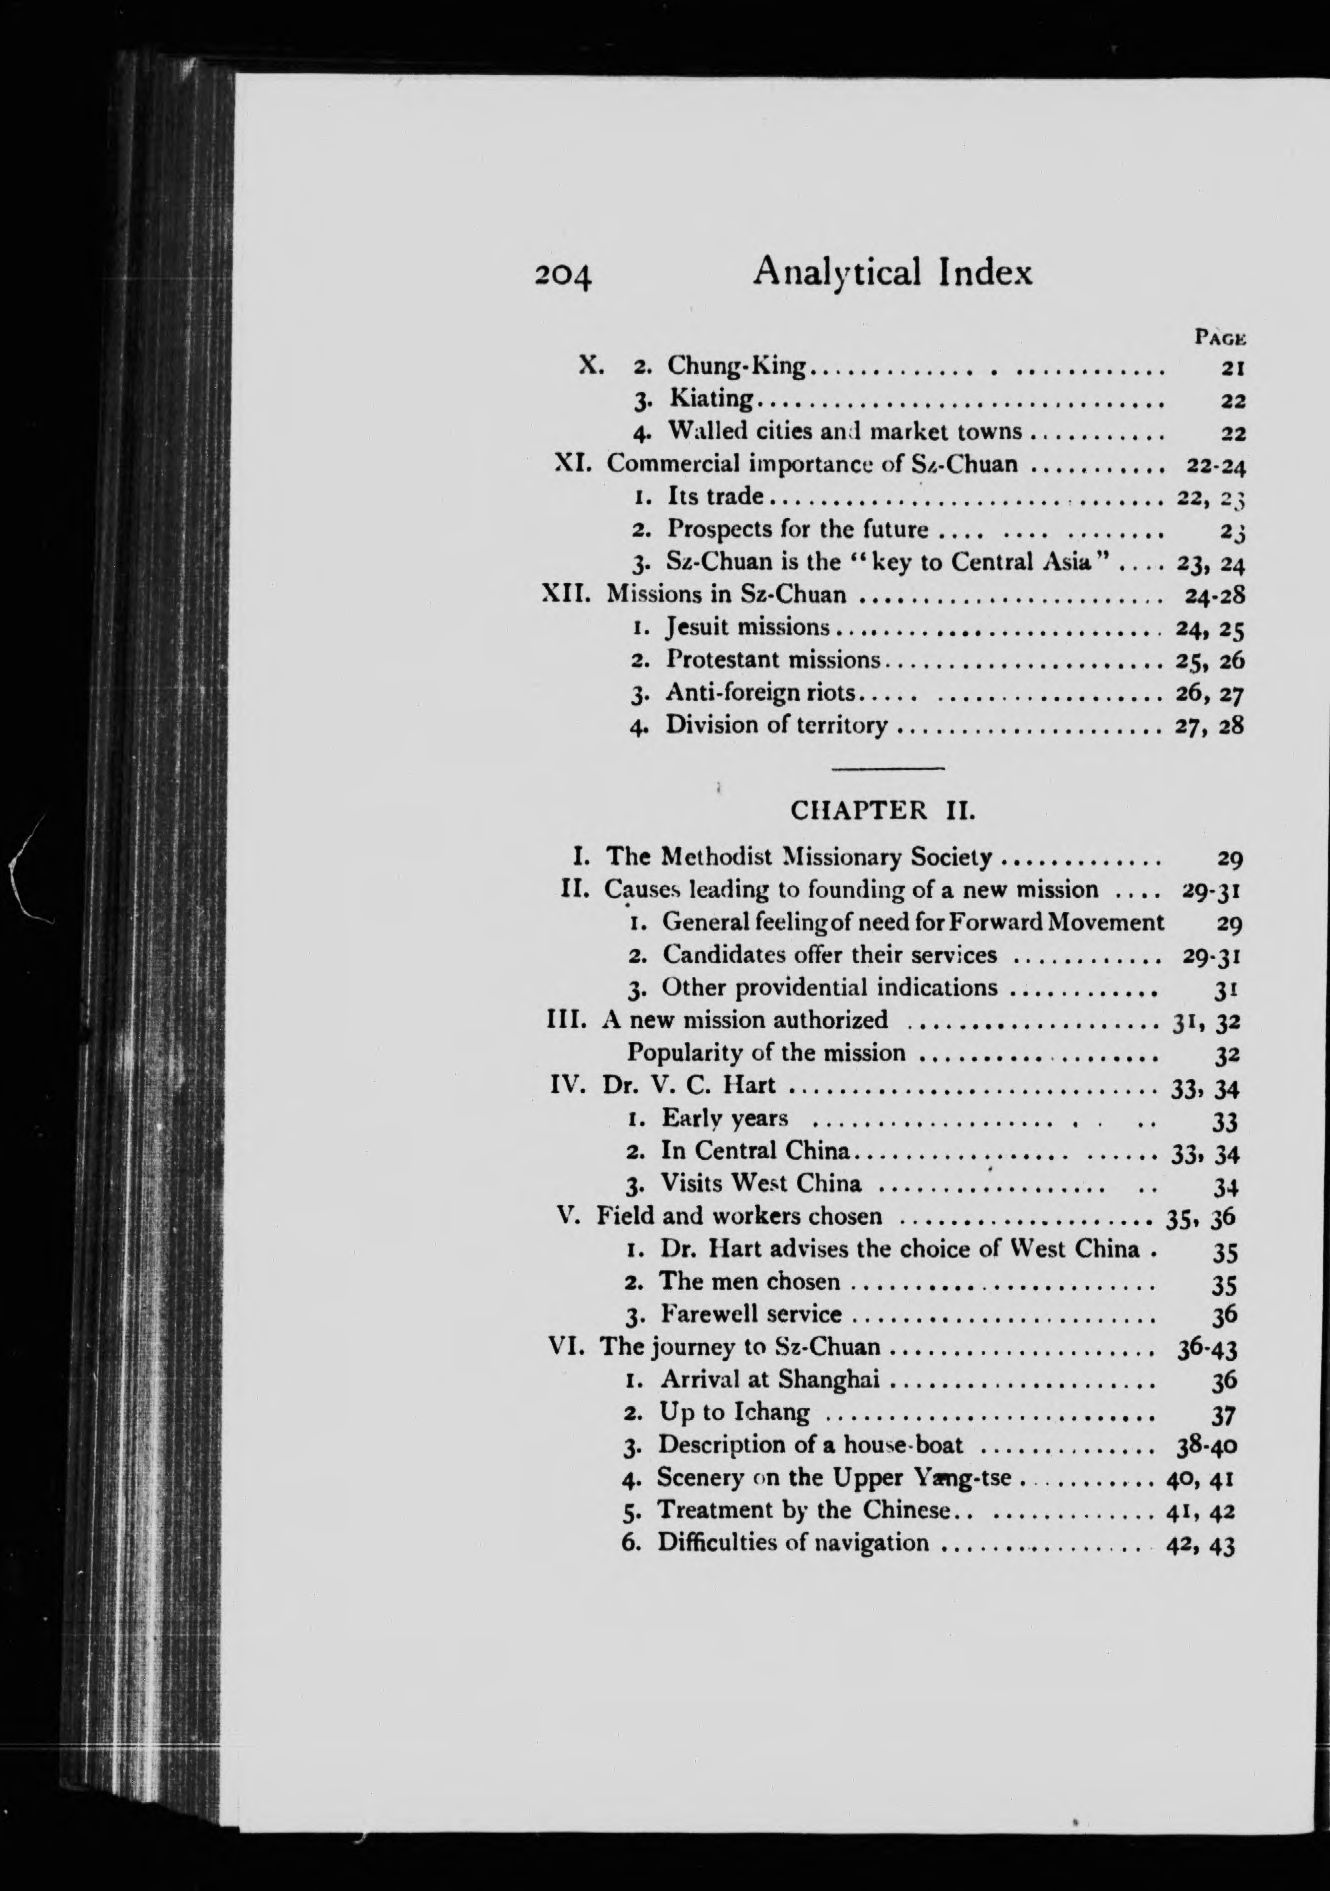 204 Analytical Index
PAGE
X. 2. Chung-King.............. . ............ 21
3. Kiating................................ 22
4. Walled cities and market towns ........... 22
XI. Commercial importance of Sz-Chuan ........... 22-24
1. Its trade................................ 22, 23
2. Prospects for the future .... .... ........ 23
3. Sz-Chuan is the "key to Central Asia" .... 23, 24
XII. Missions in Sz-Chuan ........................ 24-28
1. Jesuit missions.......................... 24, 25
2. Protestant missions...................... 25, 26
3. Anti-foreign riots..... .................. 26, 27
4. Division of territory ..................... 27, 28
CHAPTER II.
I. The Methodist Missionary Society ............. 29
II. Causes leading to founding of a new mission .... 29-31
1. General feeling of need for Forward Movement 29
2. Candidates offer their services ............ 29-31
3. Other providential indications ............ 31
III. A new mission authorized .................... 31, 32
Popularity of the mission ................... 32
IV. Dr. V. C. Hart ............................. 33, 34
1. Early years ..................... . .. 33
2. In Central China................. ...... 33, 34
3. Visits West China .................. .. 34
V. Field and workers chosen .................... 35, 36
1. Dr. Hart advises the choice of West China . 35
2. The men chosen ........................ 35
3. Farewell service ........................ 36
VI. The journey to Sz-Chuan ..................... 36-43
1. Arrival at Shanghai ..................... 36
2. Up to Ichang .......................... 37
3. Description of a house-boat .............. 38-40
4. Scenery on the Upper Yang-tse ........... 40, 41
5. Treatment by the Chinese.. ............. 41, 42
6. Difficulties of navigation ................. 42, 43